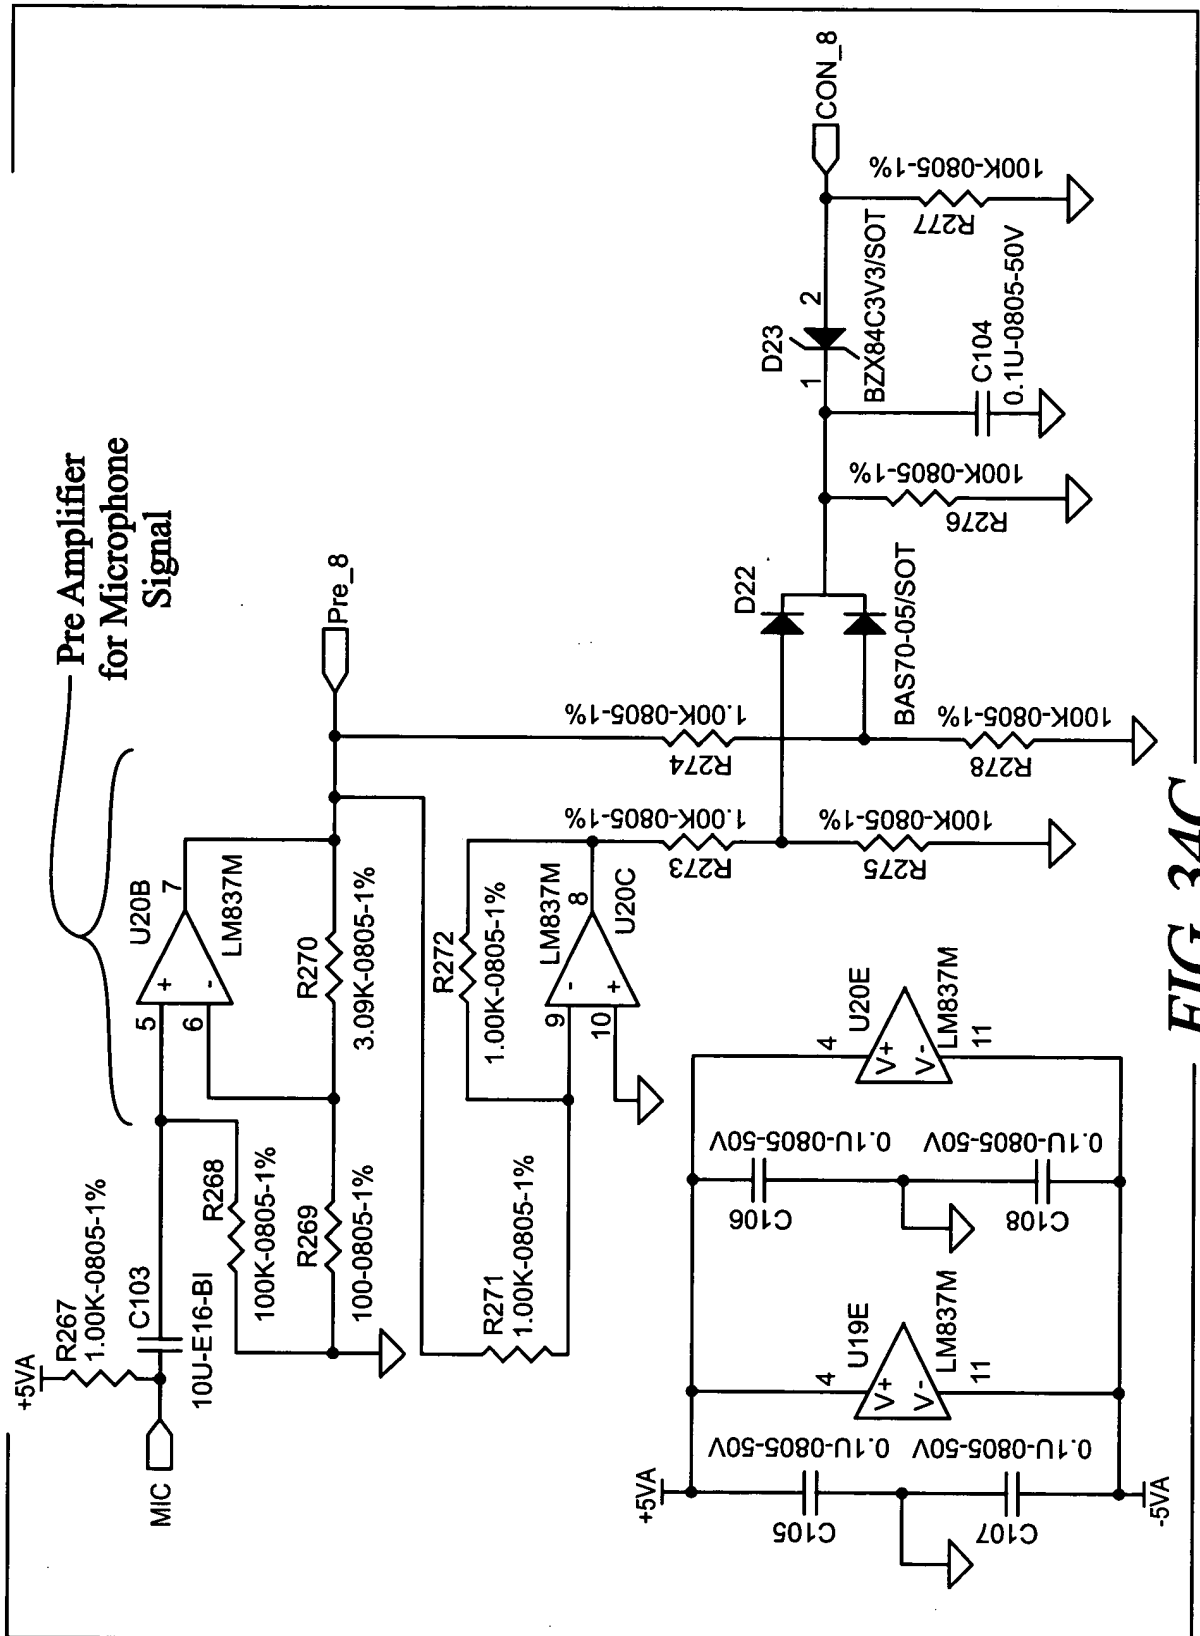 Pre Amplifier
for Microphone
Signal
+5VA
R267
1.00K-0805-1%
MIC
C103
10U-E16-BI
R268
100K-0805-1%
R269
100-0805-1%
5
6
+
-
U20B
7
LM837M
R270
3.09K-0805-1%
Pre_8
R271
1.00K-0805-1%
R272
1.00K-0805-1%
LM837M
9
10
-
+
8
U20C
R273
1.00K-0805-1%
R274
1.00K-0805-1%
R275
100K-0805-1%
R278
100K-0805-1%
D22
BAS70-05/SOT
R276
100K-0805-1%
D23
1
2
BZX84C3V3/SOT
C104
0.1U-0805-50V
R277
100K-0805-1%
CON_8
+5VA
C105
0.1U-0805-50V
C107
0.1U-0805-50V
-5VA
U19E
4
V+
V-
11
LM837M
C106
0.1U-0805-50V
C108
0.1U-0805-50V
U20E
4
V+
V-
11
LM837M
FIG. 34C